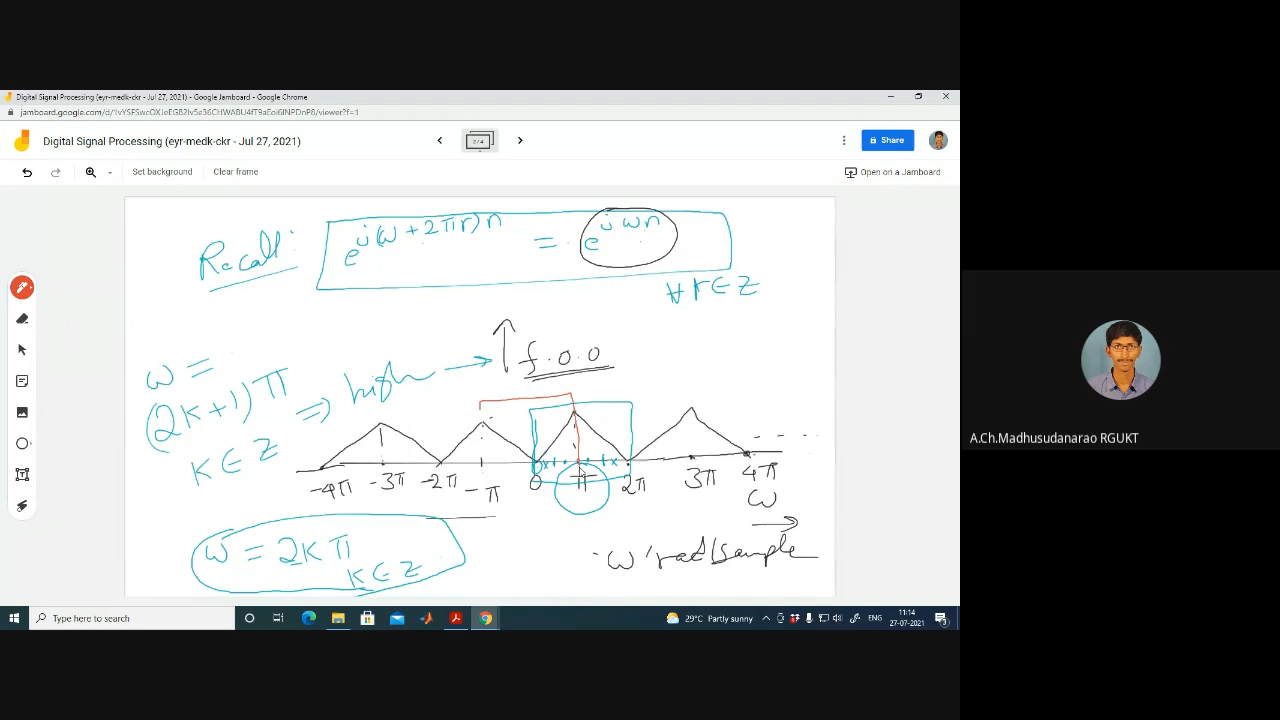 Digital Signal Processing (eyr-medk-ckr - Jul 27, 2021) - Google Jamboard - Google Chrome
Digital Signal Processing (eyr-medk-ckr - Jul 27, 2021)
2/4
Share
Set background
Clear frame
Open on a Jamboard
Recall: e^{j(ω + 2πr)n} = e^{jωn}
∀ r ∈ Z
ω =
(2K+1)π
K ∈ Z
⇒ high → ↑ f.o.o
-4π -3π -2π -π 0 π 2π 3π 4π
ω →
ω = 2Kπ
K ∈ Z
'ω' rad/sample
A.Ch.Madhusudanarao RGUKT
Type here to search
29°C Partly sunny
ENG
11:14
27-07-2021
3